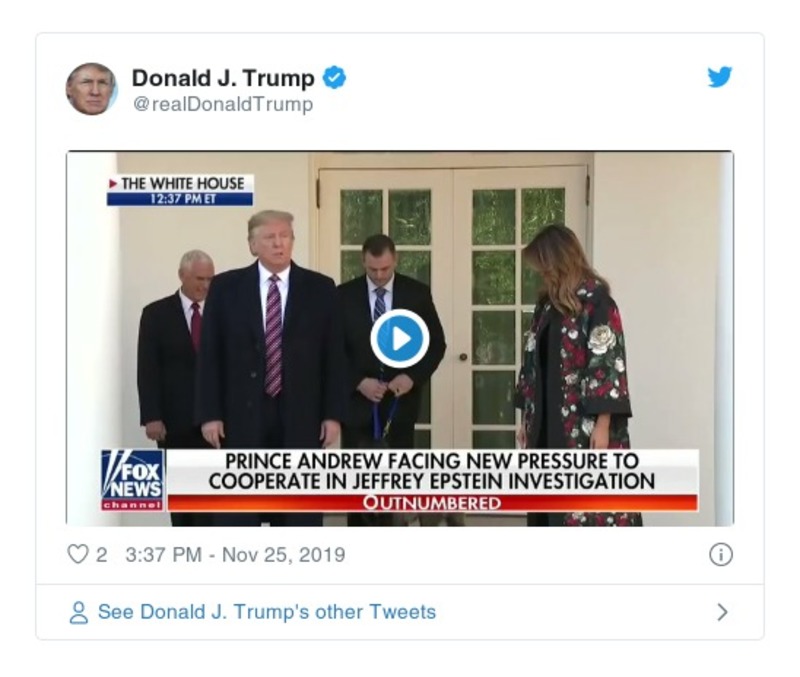 Donald J. Trump
@realDonaldTrump
THE WHITE HOUSE
12:37 PM ET
FOX
NEWS
channel
PRINCE ANDREW FACING NEW PRESSURE TO
COOPERATE IN JEFFREY EPSTEIN INVESTIGATION
OUTNUMBERED
2 3:37 PM - Nov 25, 2019
See Donald J. Trump's other Tweets